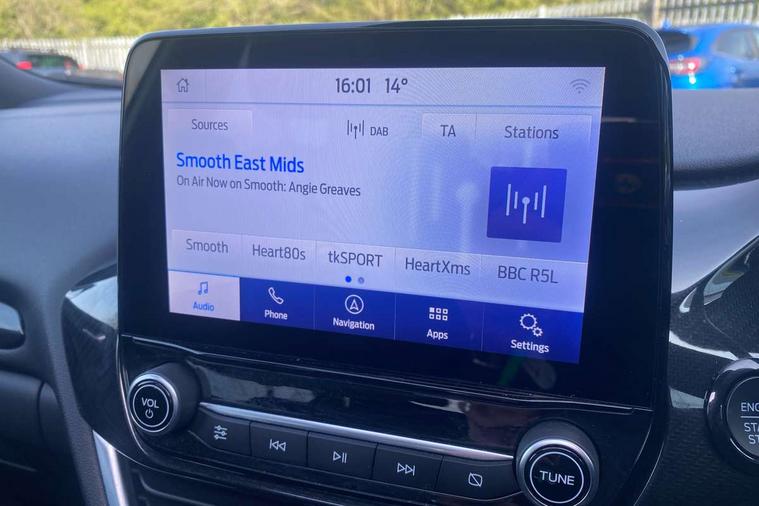 16:01 14°
Sources DAB TA Stations
Smooth East Mids
On Air Now on Smooth: Angie Greaves
Smooth Heart80s tkSPORT HeartXms BBC R5L
Audio Phone Navigation Apps Settings
VOL
TUNE